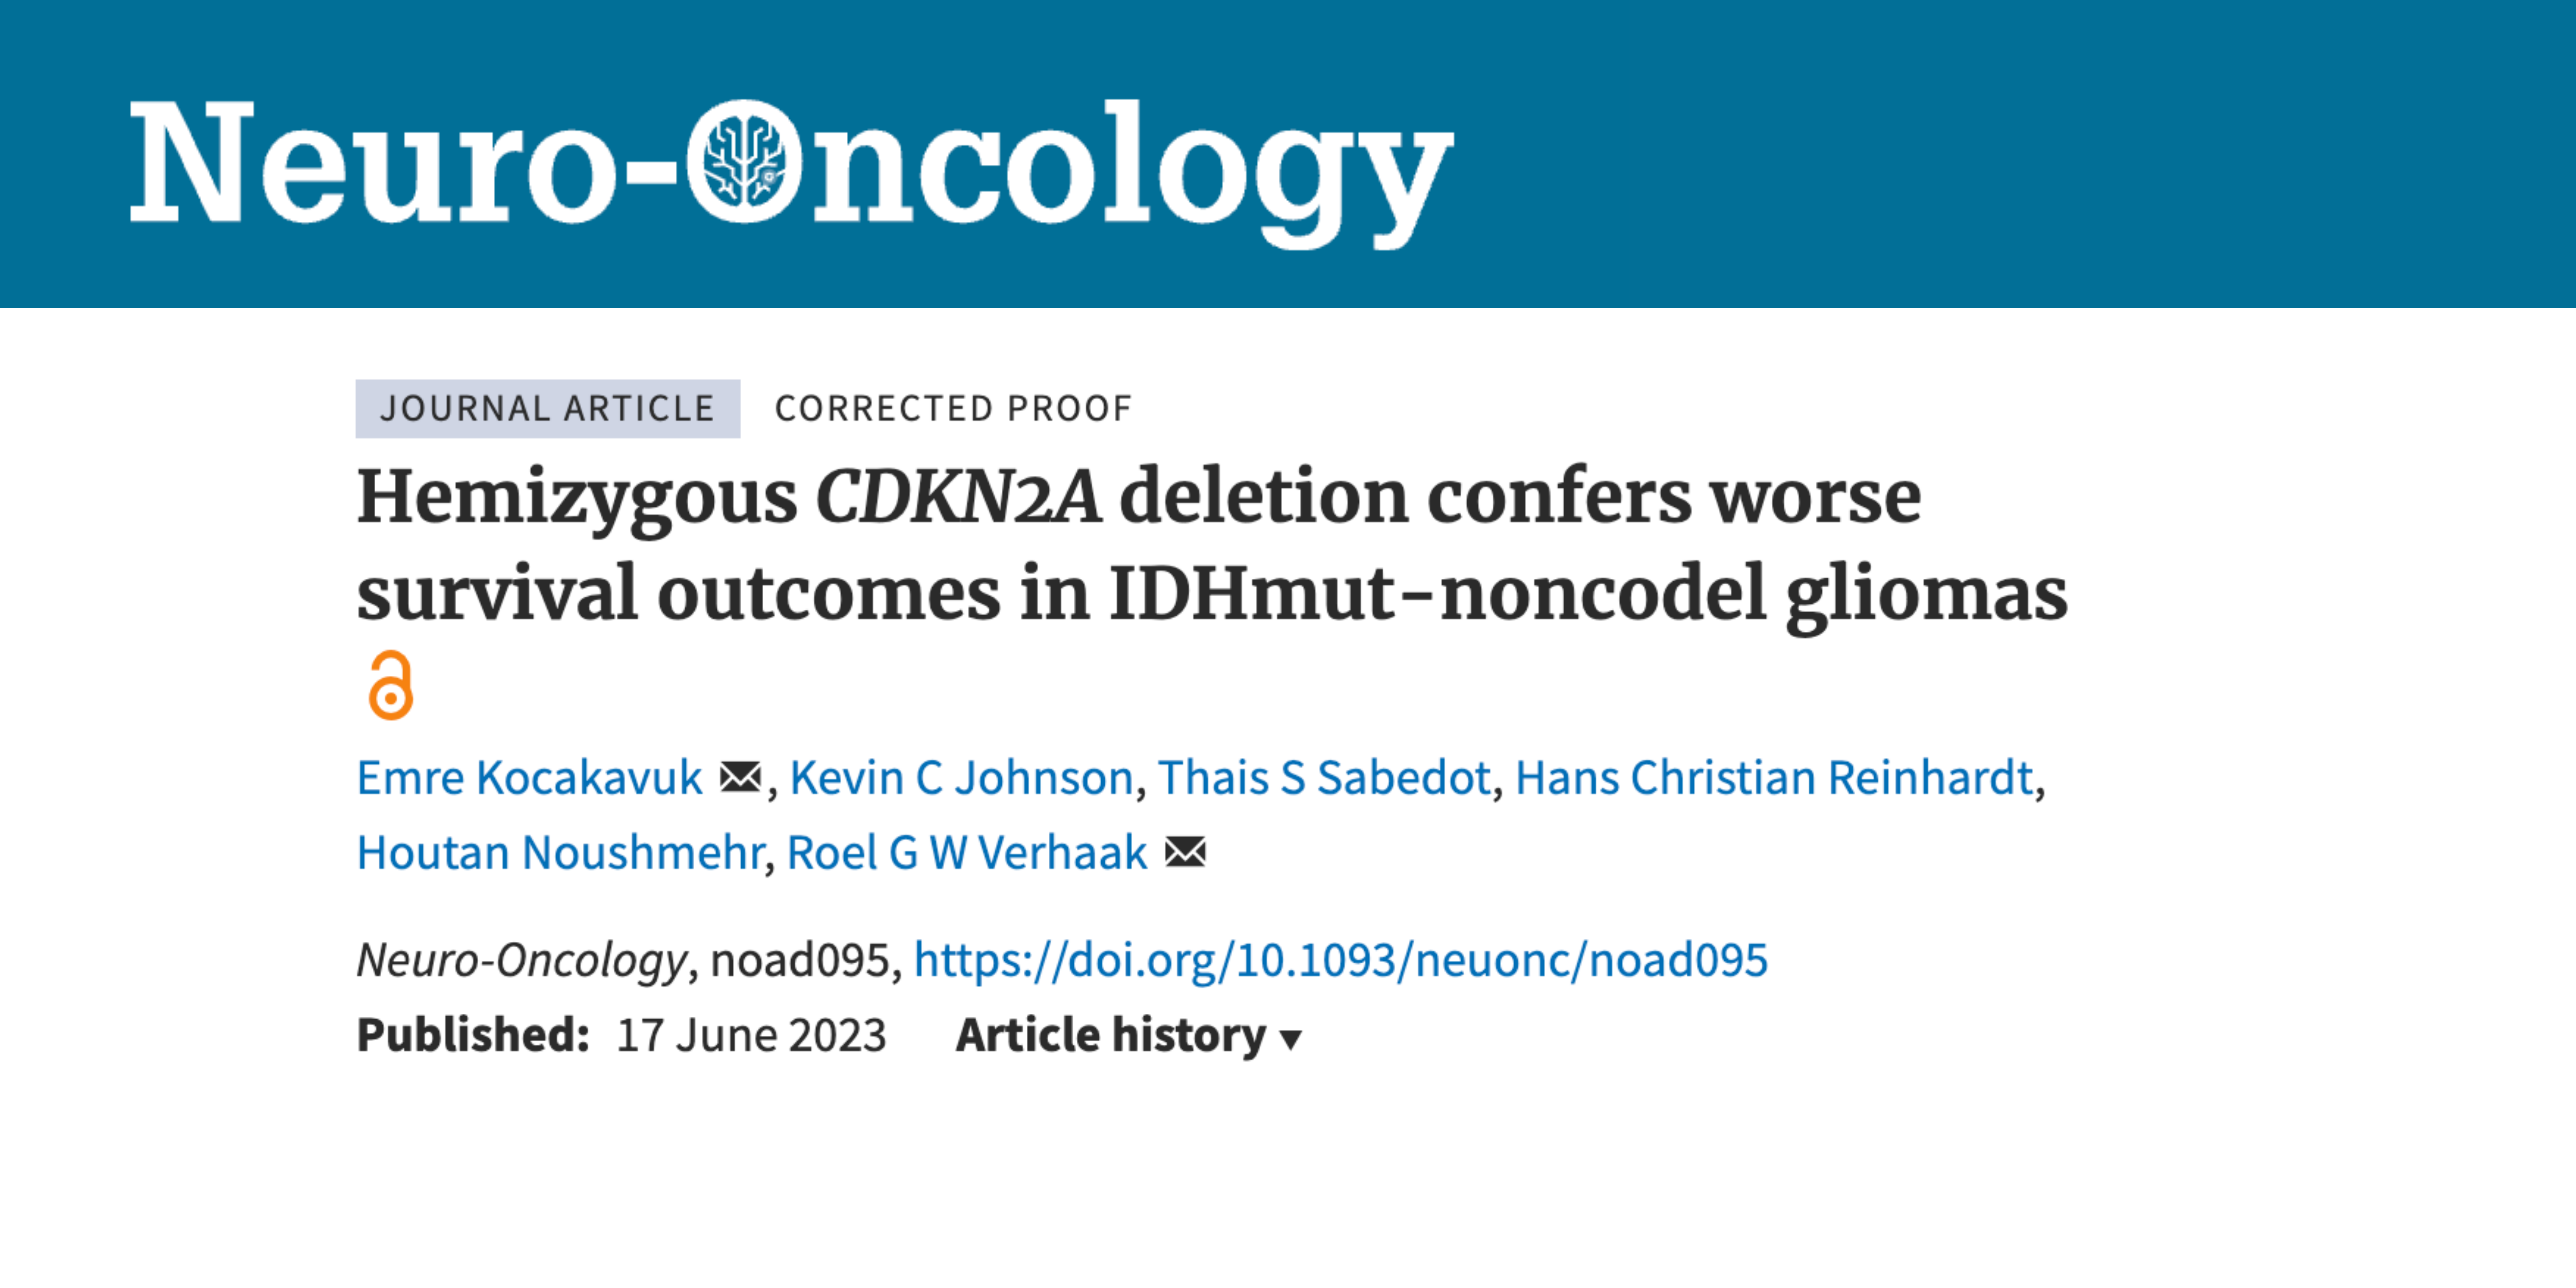 Neuro-Oncology
JOURNAL ARTICLE CORRECTED PROOF
Hemizygous CDKN2A deletion confers worse
survival outcomes in IDHmut-noncodel gliomas
Emre Kocakavuk, Kevin C Johnson, Thais S Sabedot, Hans Christian Reinhardt,
Houtan Noushmehr, Roel G W Verhaak
Neuro-Oncology, noad095, https://doi.org/10.1093/neuonc/noad095
Published: 17 June 2023 Article history ▼